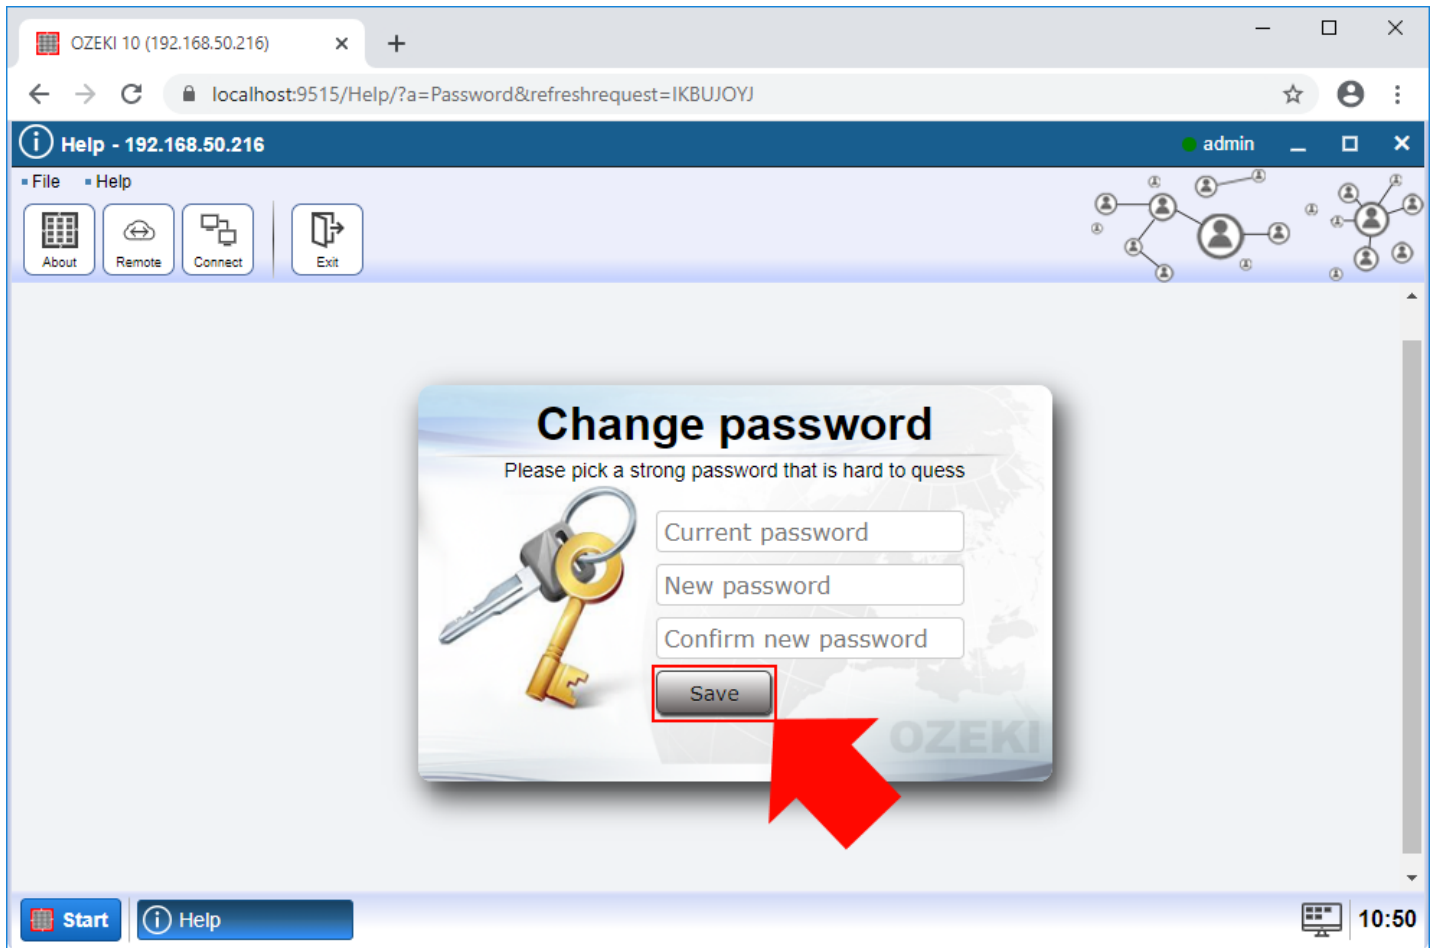 OZEKI 10 (192.168.50.216)
localhost:9515/Help/?a=Password&refreshrequest=IKBUJOYJ
Help - 192.168.50.216
admin
File Help
About Remote Connect Exit
Change password
Please pick a strong password that is hard to quess
Current password
New password
Confirm new password
Save
OZEKI
Start Help 10:50